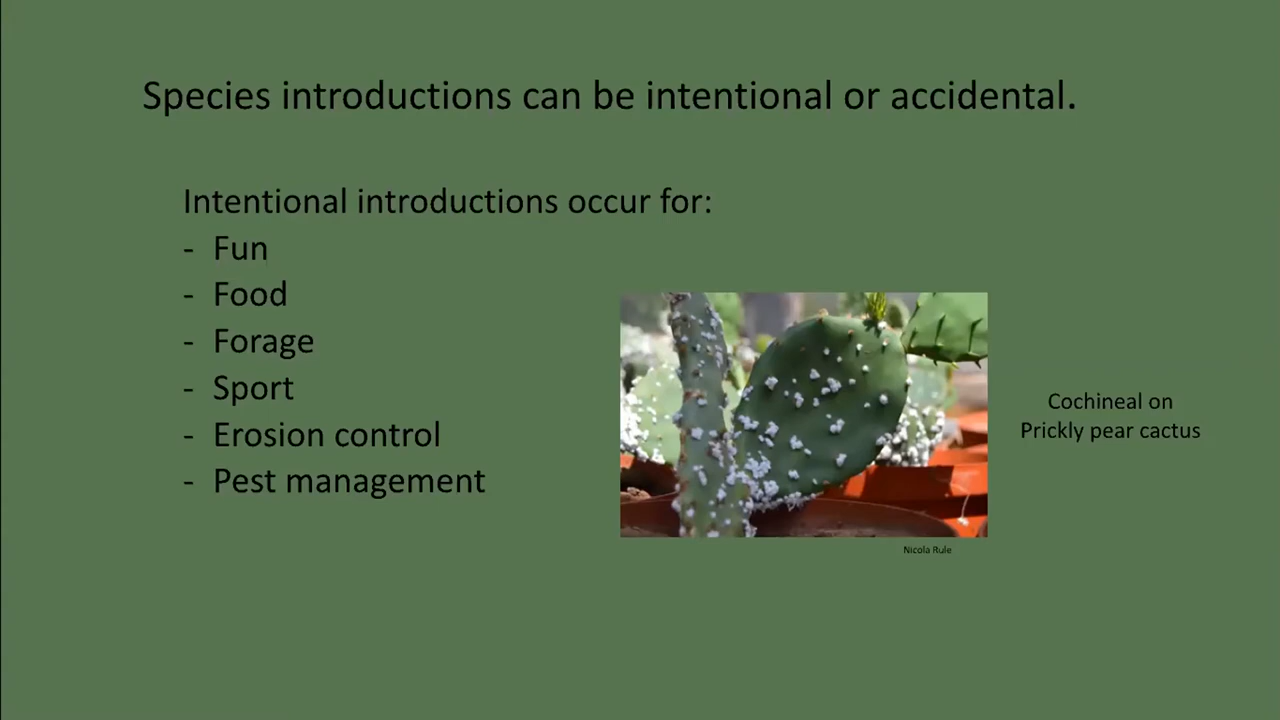 Species introductions can be intentional or accidental.
Intentional introductions occur for:
- Fun
- Food
- Forage
- Sport
- Erosion control
- Pest management
Cochineal on
Prickly pear cactus
Nicola Rule